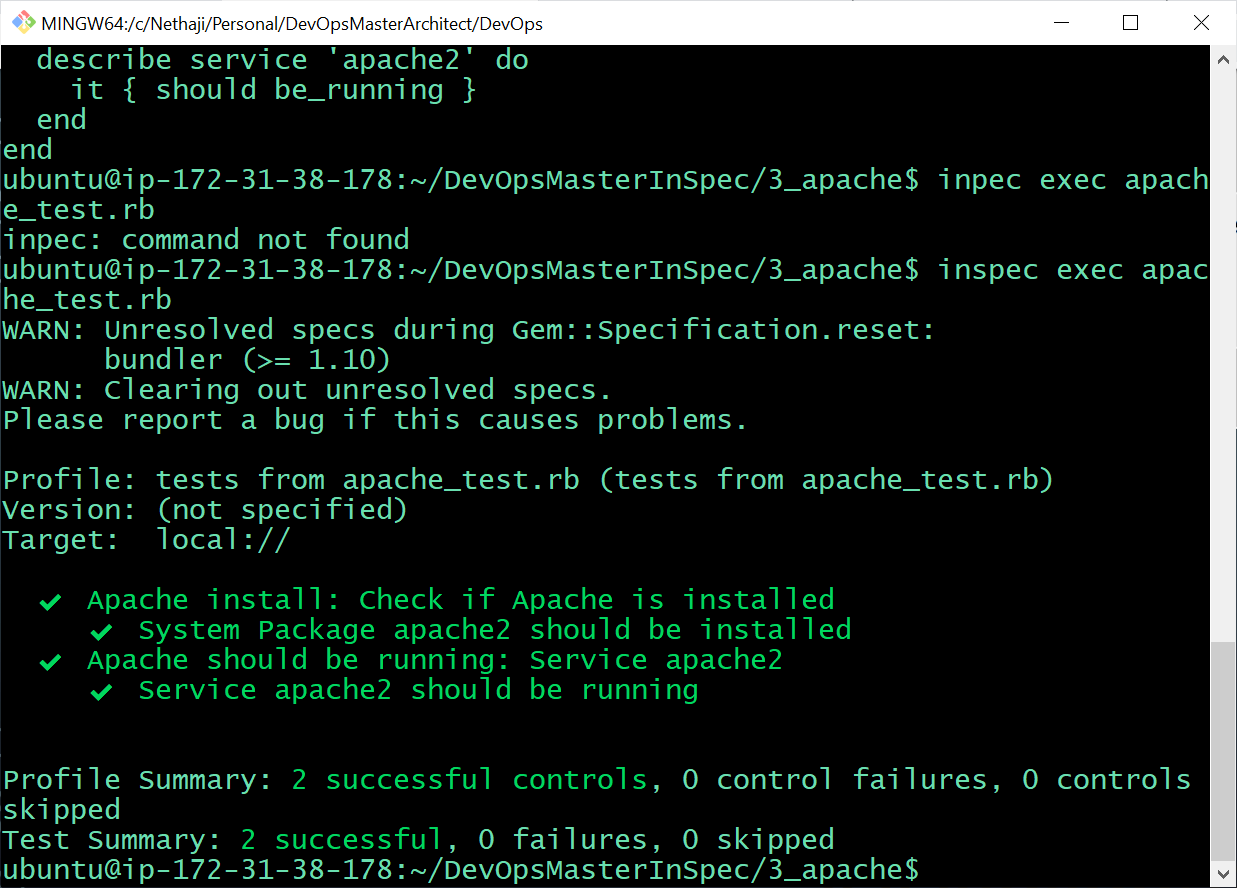 MINGW64:/c/Nethaji/Personal/DevOpsMasterArchitect/DevOps
  describe service 'apache2' do
    it { should be_running }
  end
end
ubuntu@ip-172-31-38-178:~/DevOpsMasterInSpec/3_apache$ inpec exec apach
e_test.rb
inpec: command not found
ubuntu@ip-172-31-38-178:~/DevOpsMasterInSpec/3_apache$ inspec exec apac
he_test.rb
WARN: Unresolved specs during Gem::Specification.reset:
      bundler (>= 1.10)
WARN: Clearing out unresolved specs.
Please report a bug if this causes problems.

Profile: tests from apache_test.rb (tests from apache_test.rb)
Version: (not specified)
Target:  local://

  ✔ Apache install: Check if Apache is installed
     ✔ System Package apache2 should be installed
  ✔ Apache should be running: Service apache2
     ✔ Service apache2 should be running


Profile Summary: 2 successful controls, 0 control failures, 0 controls
skipped
Test Summary: 2 successful, 0 failures, 0 skipped
ubuntu@ip-172-31-38-178:~/DevOpsMasterInSpec/3_apache$